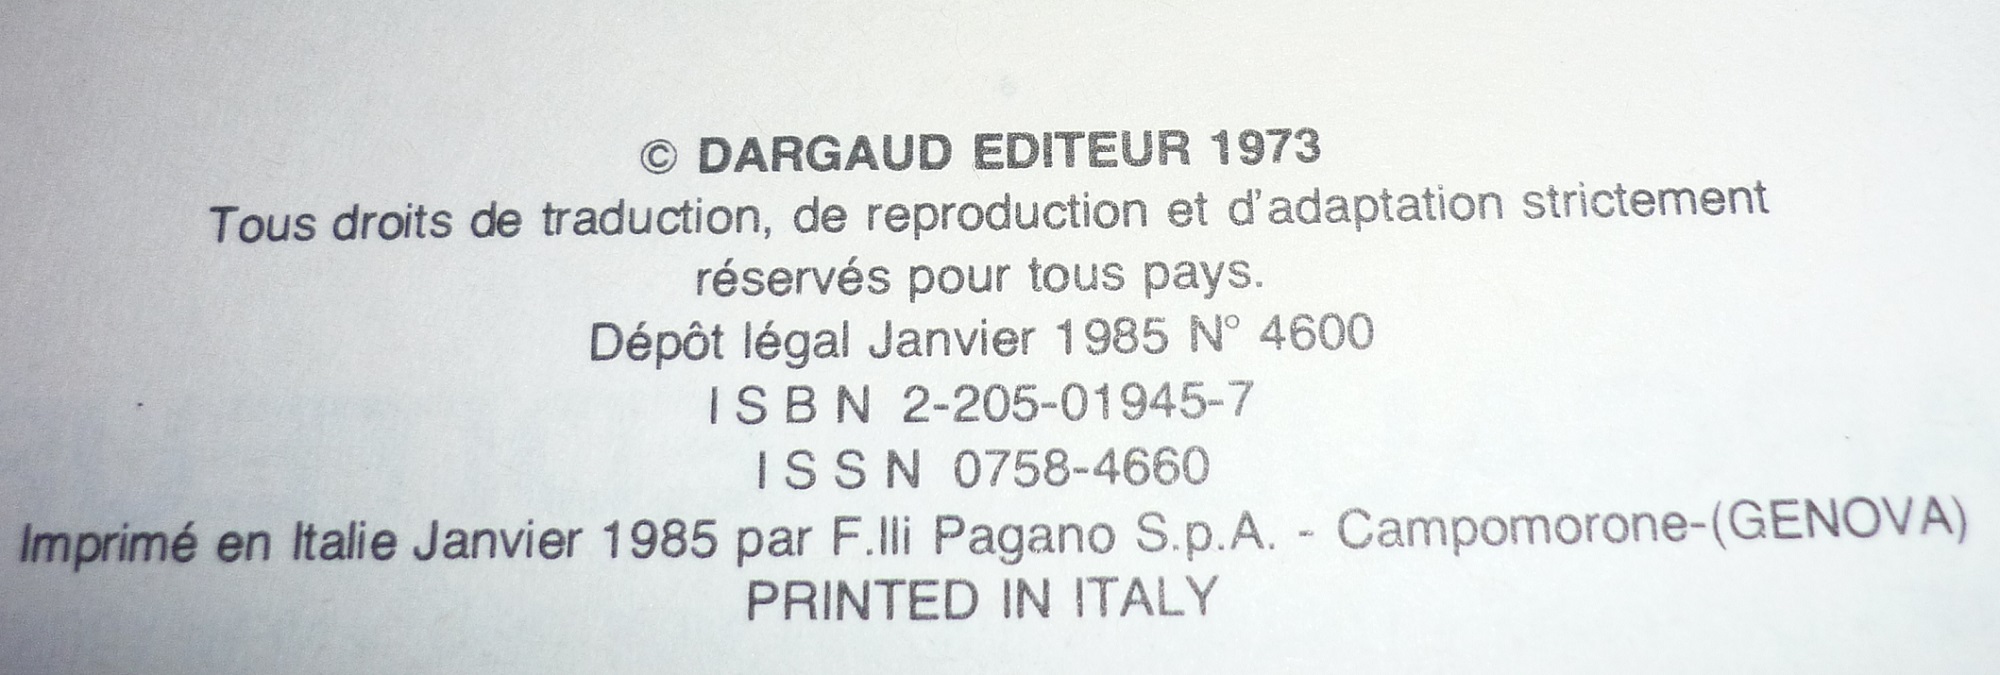 © DARGAUD EDITEUR 1973
Tous droits de traduction, de reproduction et d'adaptation strictement
réservés pour tous pays.
Dépôt légal Janvier 1985 N° 4600
ISBN 2-205-01945-7
ISSN 0758-4660
Imprimé en Italie Janvier 1985 par F.lli Pagano S.p.A. - Campomorone-(GENOVA)
PRINTED IN ITALY